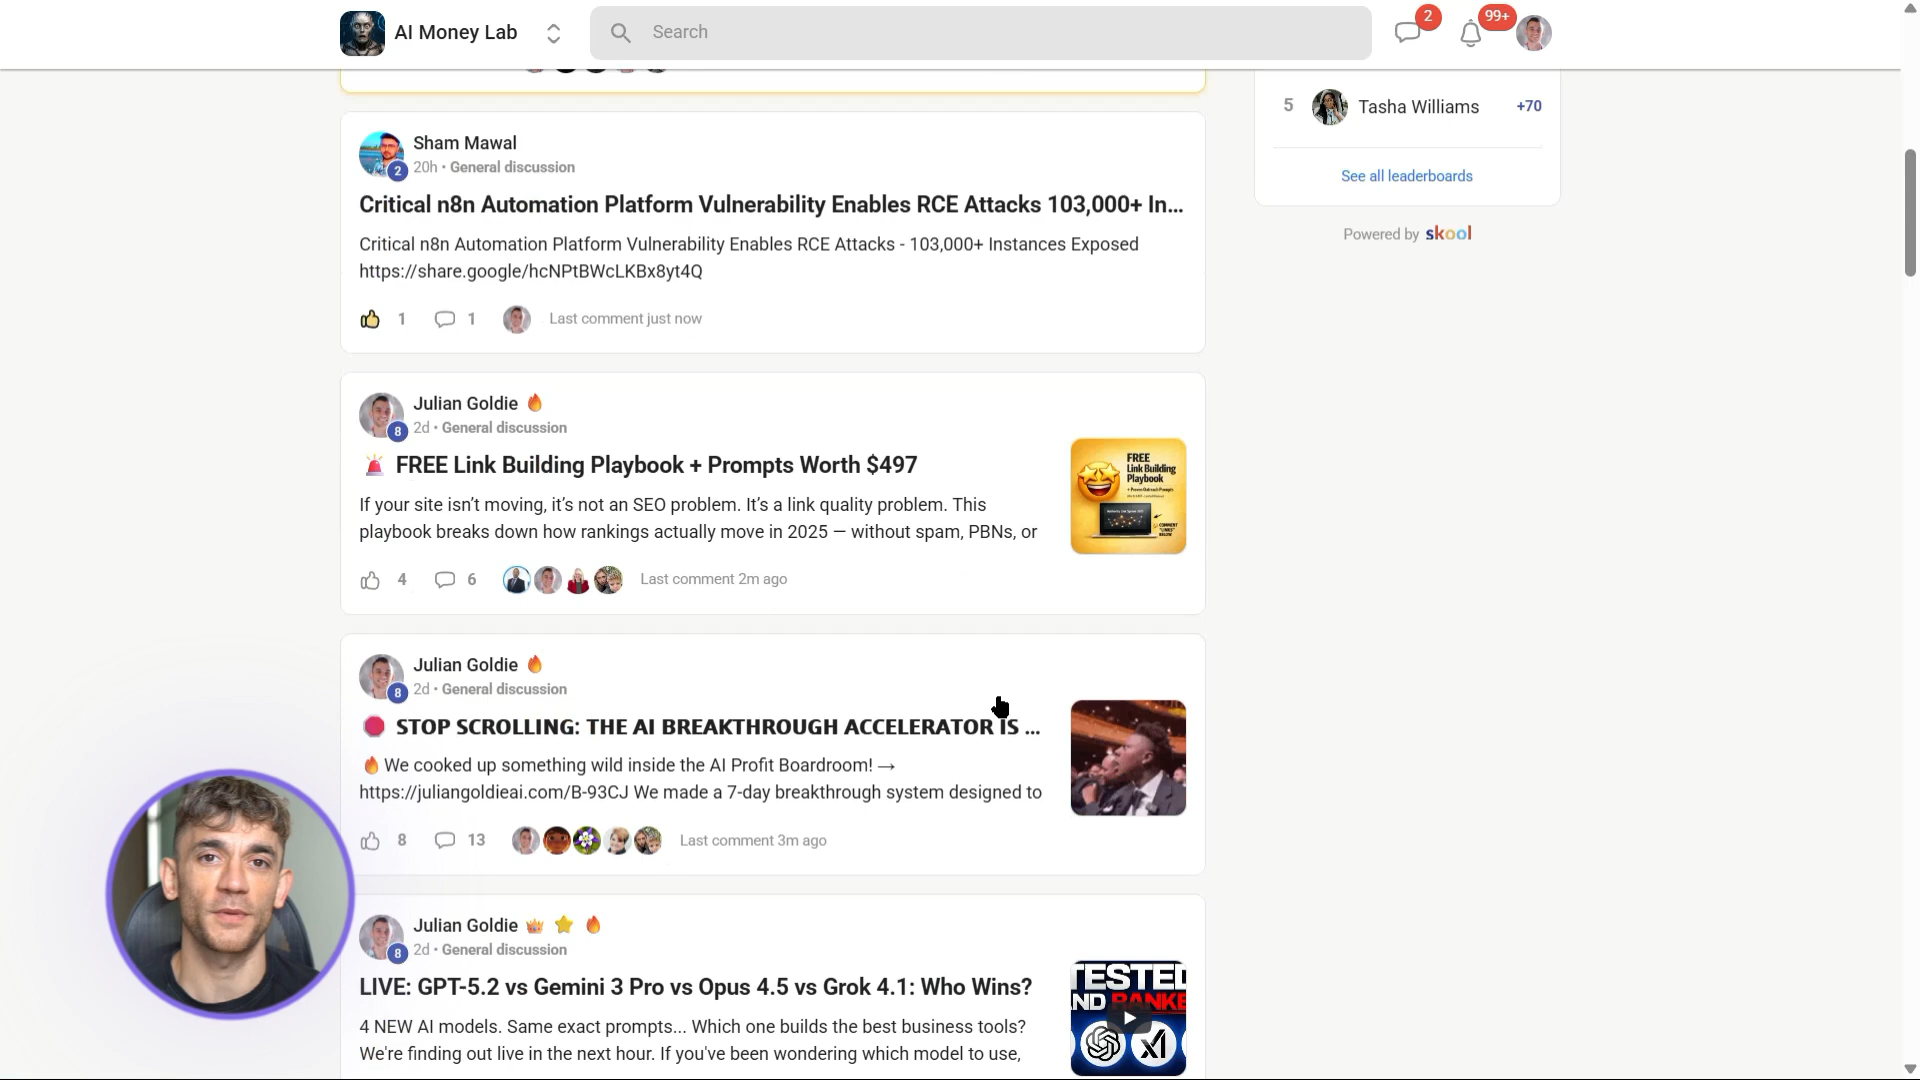 AI Money Lab
Search
2
99+
5 Tasha Williams +70
See all leaderboards
Powered by skool
Sham Mawal
2
20h • General discussion
Critical n8n Automation Platform Vulnerability Enables RCE Attacks 103,000+ In...
Critical n8n Automation Platform Vulnerability Enables RCE Attacks - 103,000+ Instances Exposed
https://share.google/hcNPtBWcLKBx8yt4Q
1 1 Last comment just now
Julian Goldie
8
2d • General discussion
FREE Link Building Playbook + Prompts Worth $497
If your site isn’t moving, it’s not an SEO problem. It’s a link quality problem. This
playbook breaks down how rankings actually move in 2025 — without spam, PBNs, or
FREE
Link Building
Playbook
4 6 Last comment 2m ago
Julian Goldie
8
2d • General discussion
STOP SCROLLING: THE AI BREAKTHROUGH ACCELERATOR IS ...
We cooked up something wild inside the AI Profit Boardroom! →
https://juliangoldieai.com/B-93CJ We made a 7-day breakthrough system designed to
8 13 Last comment 3m ago
Julian Goldie
8
2d • General discussion
LIVE: GPT-5.2 vs Gemini 3 Pro vs Opus 4.5 vs Grok 4.1: Who Wins?
4 NEW AI models. Same exact prompts... Which one builds the best business tools?
We're finding out live in the next hour. If you've been wondering which model to use,
TESTED
ND RANKE